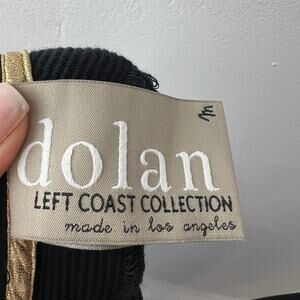 dolan
LEFT COAST COLLECTION
made in los angeles
M